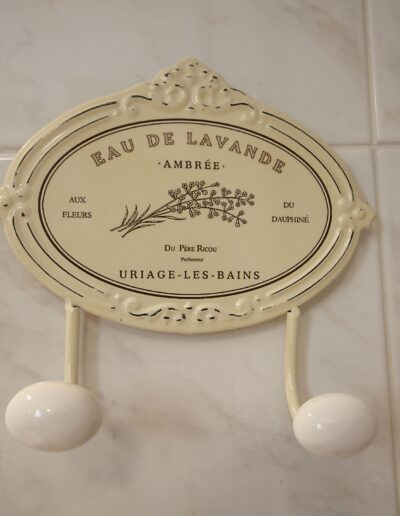 EAU DE LAVANDE
·AMBRÉE·
AUX
FLEURS
DU
DAUPHINÉ
DU PÈRE RICOU
Parfumeur
URIAGE-LES-BAINS